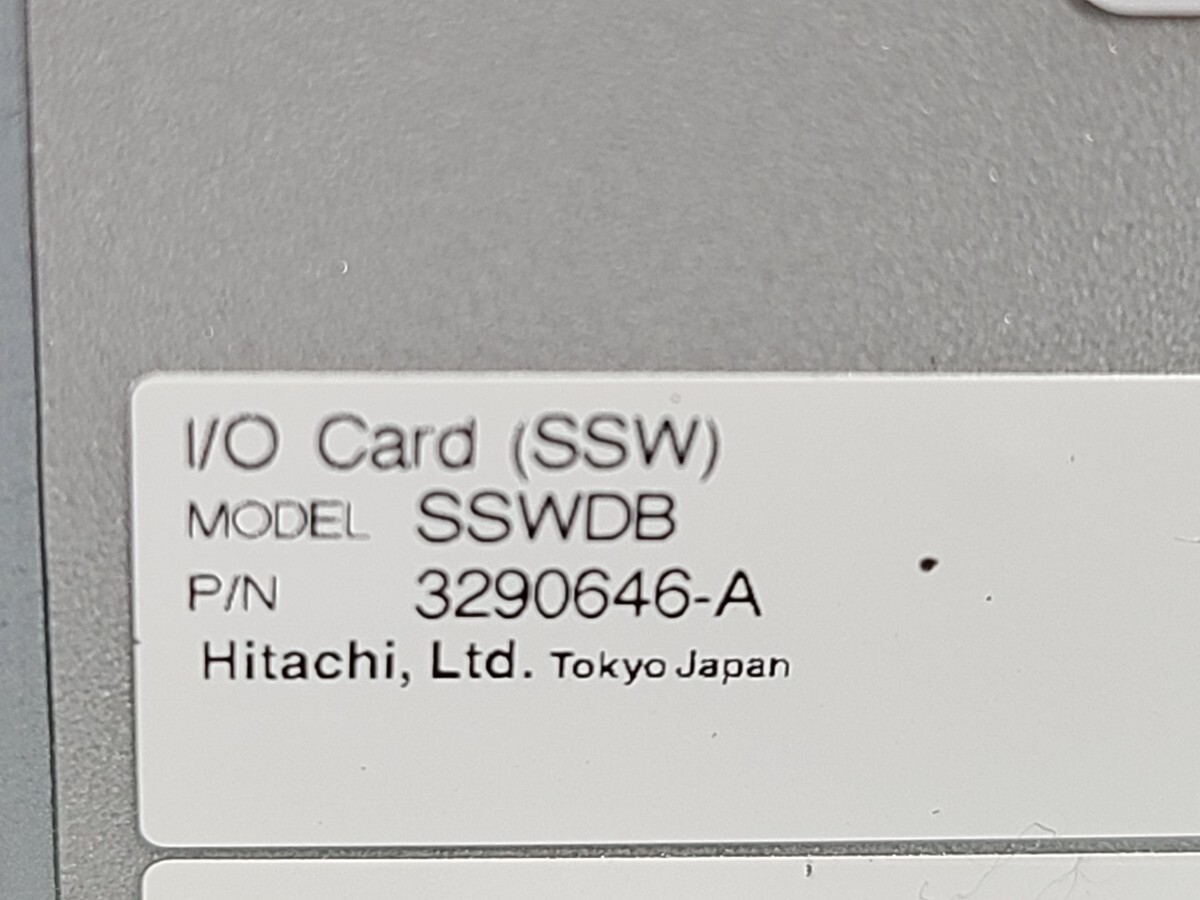 I/O Card (SSW)
MODEL SSWDB
P/N 3290646-A
Hitachi, Ltd. Tokyo Japan